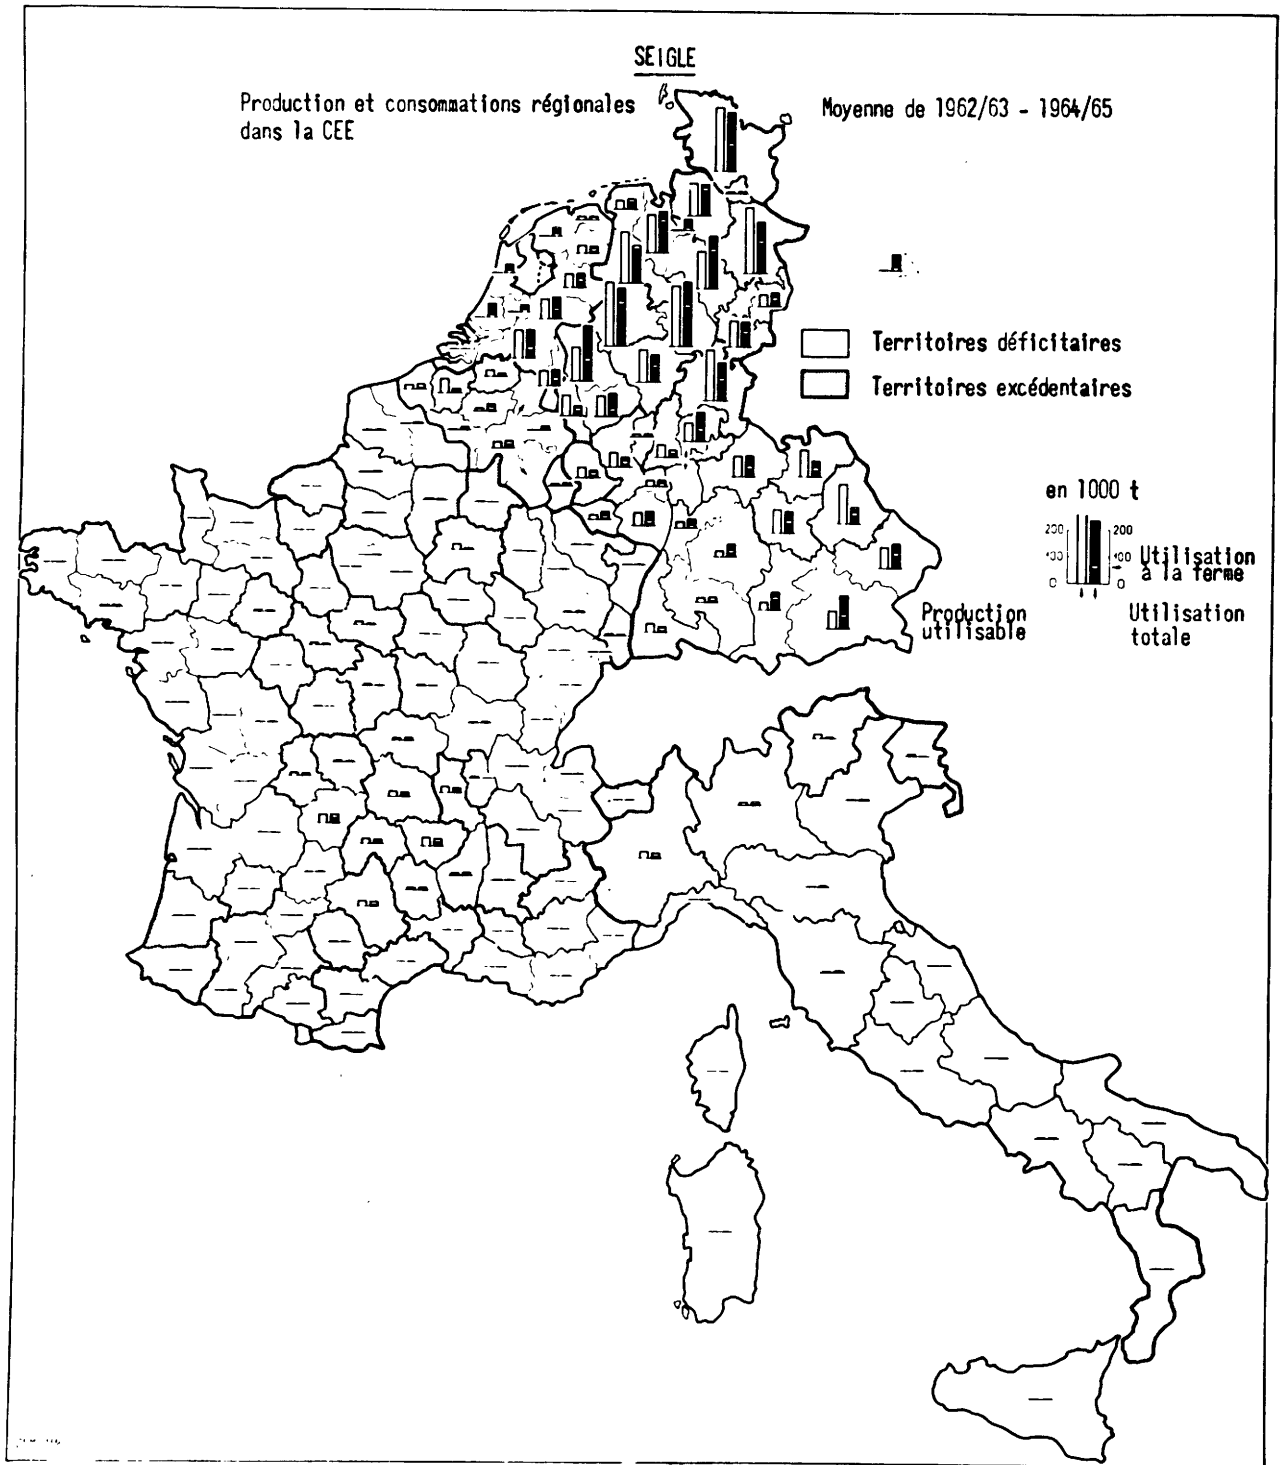 SEIGLE
Production et consommations régionales
dans la CEE
Moyenne de 1962/63 - 1964/65
Territoires déficitaires
Territoires excédentaires
en 1000 t
200 200
100 100
0 0
Utilisation
à la ferme
Production
utilisable
Utilisation
totale